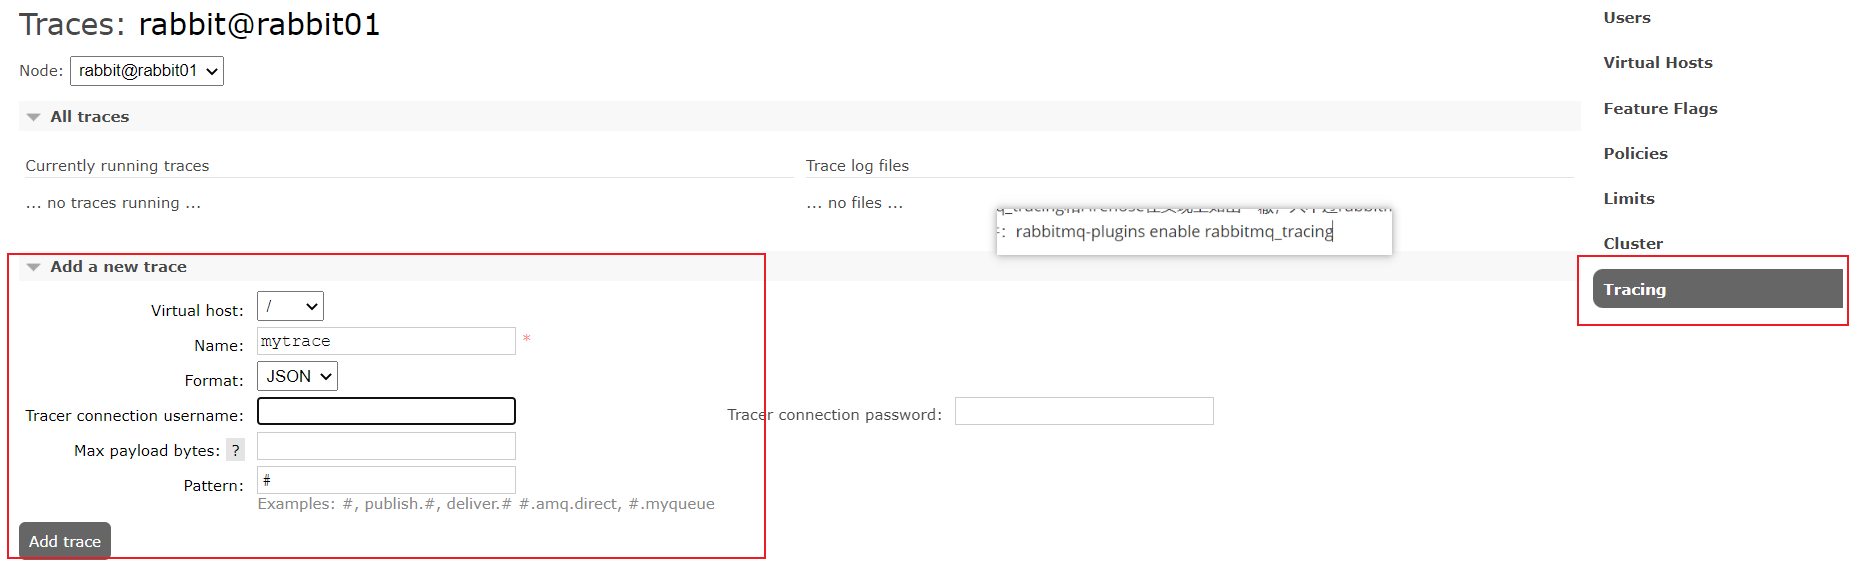 Traces: rabbit@rabbit01
Node: rabbit@rabbit01
All traces
Currently running traces
Trace log files
... no traces running ...
... no files ...
rabbitmq-plugins enable rabbitmq_tracing
Add a new trace
Virtual host: /
Name: mytrace *
Format: JSON
Tracer connection username:
Tracer connection password:
Max payload bytes: ?
Pattern: #
Examples: #, publish.#, deliver.# #.amq.direct, #.myqueue
Add trace
Users
Virtual Hosts
Feature Flags
Policies
Limits
Cluster
Tracing